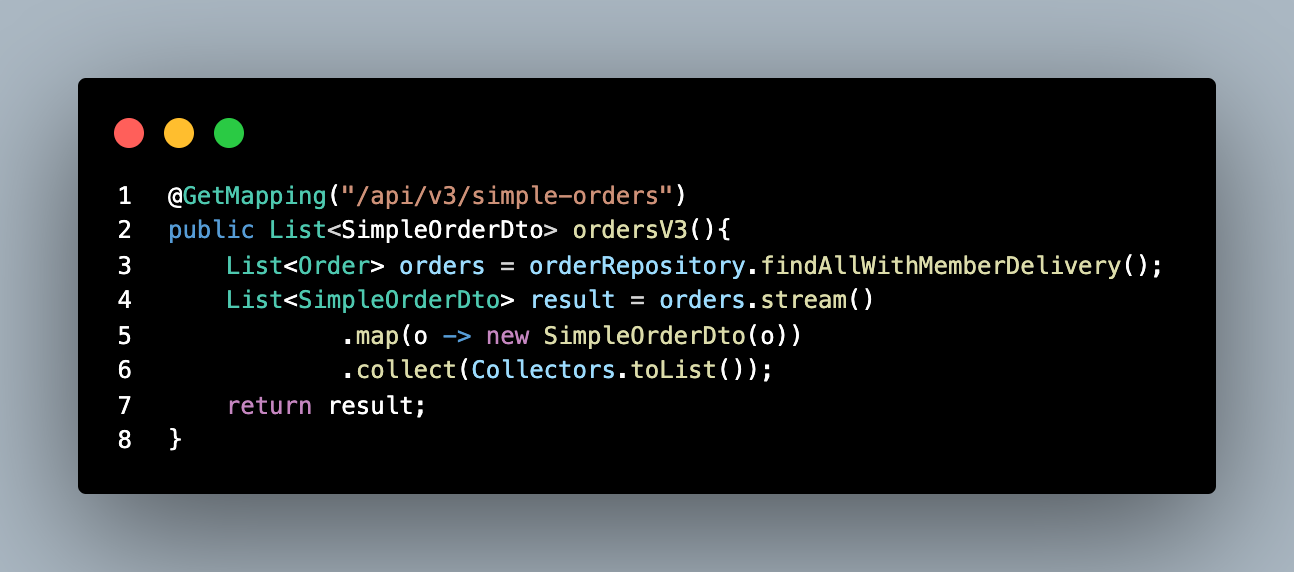 1 @GetMapping("/api/v3/simple-orders")
2 public List<SimpleOrderDto> ordersV3(){
3     List<Order> orders = orderRepository.findAllWithMemberDelivery();
4     List<SimpleOrderDto> result = orders.stream()
5             .map(o -> new SimpleOrderDto(o))
6             .collect(Collectors.toList());
7     return result;
8 }